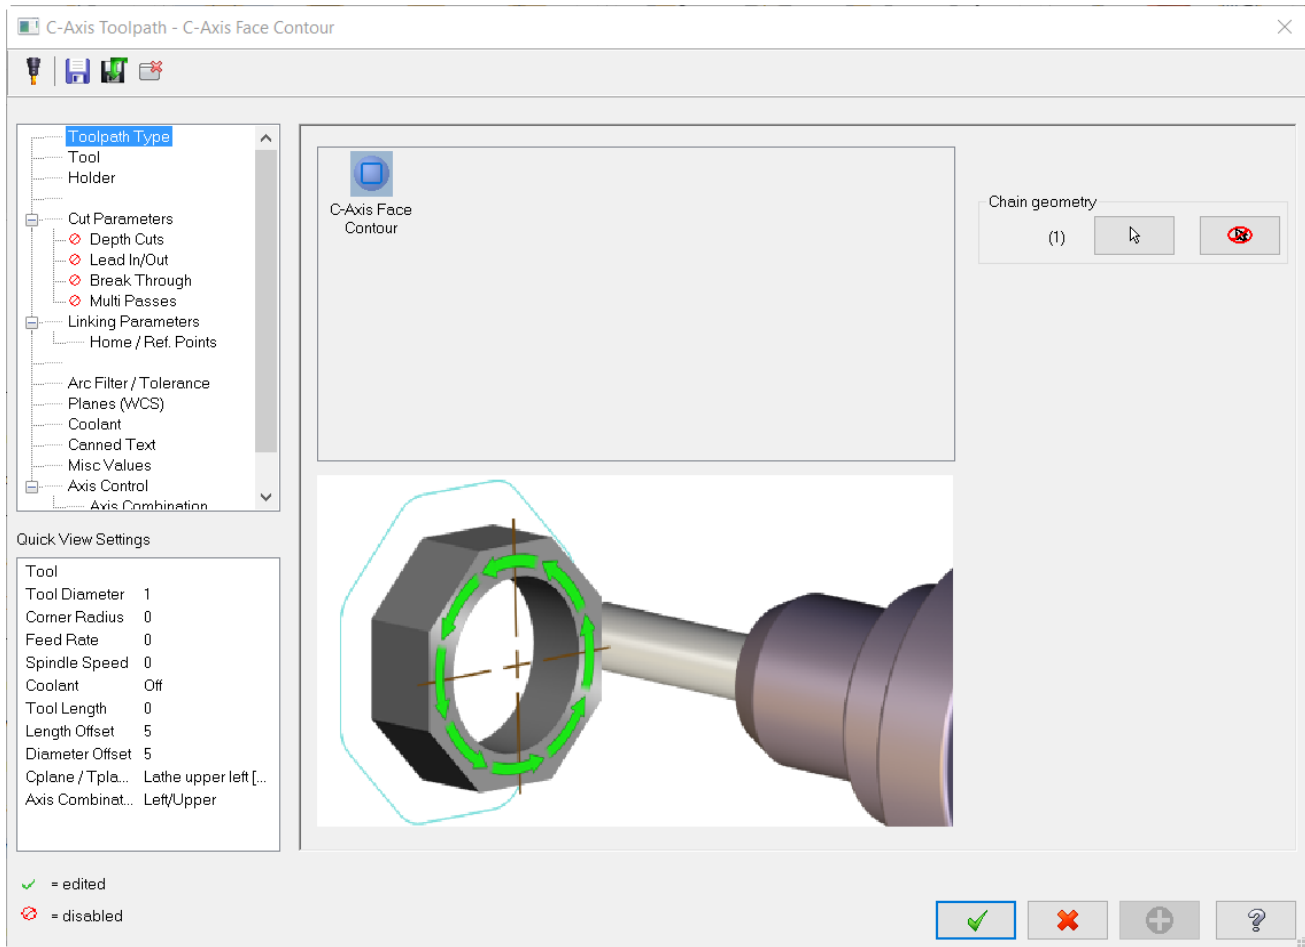 C-Axis Toolpath - C-Axis Face Contour
Toolpath Type
Tool
Holder
Cut Parameters
Depth Cuts
Lead In/Out
Break Through
Multi Passes
Linking Parameters
Home / Ref. Points
Arc Filter / Tolerance
Planes (WCS)
Coolant
Canned Text
Misc Values
Axis Control
Axis Combination
C-Axis Face
Contour
Chain geometry
(1)
Quick View Settings
Tool
Tool Diameter 1
Corner Radius 0
Feed Rate 0
Spindle Speed 0
Coolant Off
Tool Length 0
Length Offset 5
Diameter Offset 5
Cplane / Tpla... Lathe upper left [...
Axis Combinat... Left/Upper
= edited
= disabled